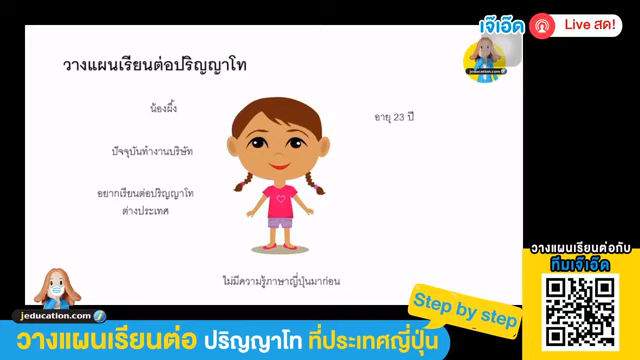 เจ๊เอ๊ด
Live สด!
jeducation.com
วางแผนเรียนต่อปริญญาโท
น้องผึ้ง
อายุ 23 ปี
ปัจจุบันทำงานบริษัท
อยากเรียนต่อปริญญาโท
ต่างประเทศ
ไม่มีความรู้ภาษาญี่ปุ่นมาก่อน
วางแผนเรียนต่อกับ
ทีมเจ๊เอ๊ด
jeducation.com
Step by step
วางแผนเรียนต่อ ปริญญาโท ที่ประเทศญี่ปุ่น